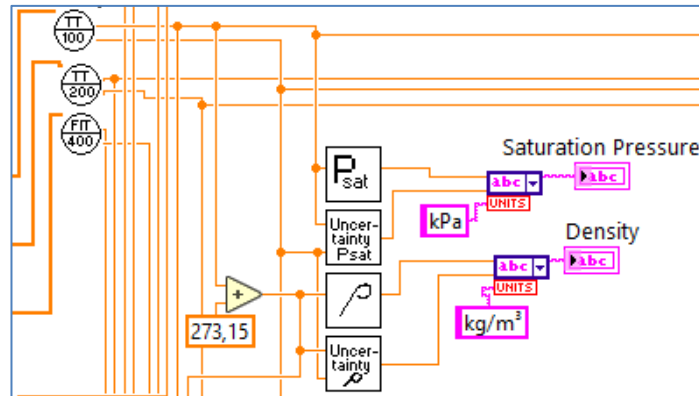 TT
100
TT
200
FIT
400
P
sat
Saturation Pressure
abc
abc
UNITS
kPa
Uncer-
tainty
Psat
Density
abc
abc
UNITS
+
ρ
273,15
kg/m³
Uncer-
tainty
ρ